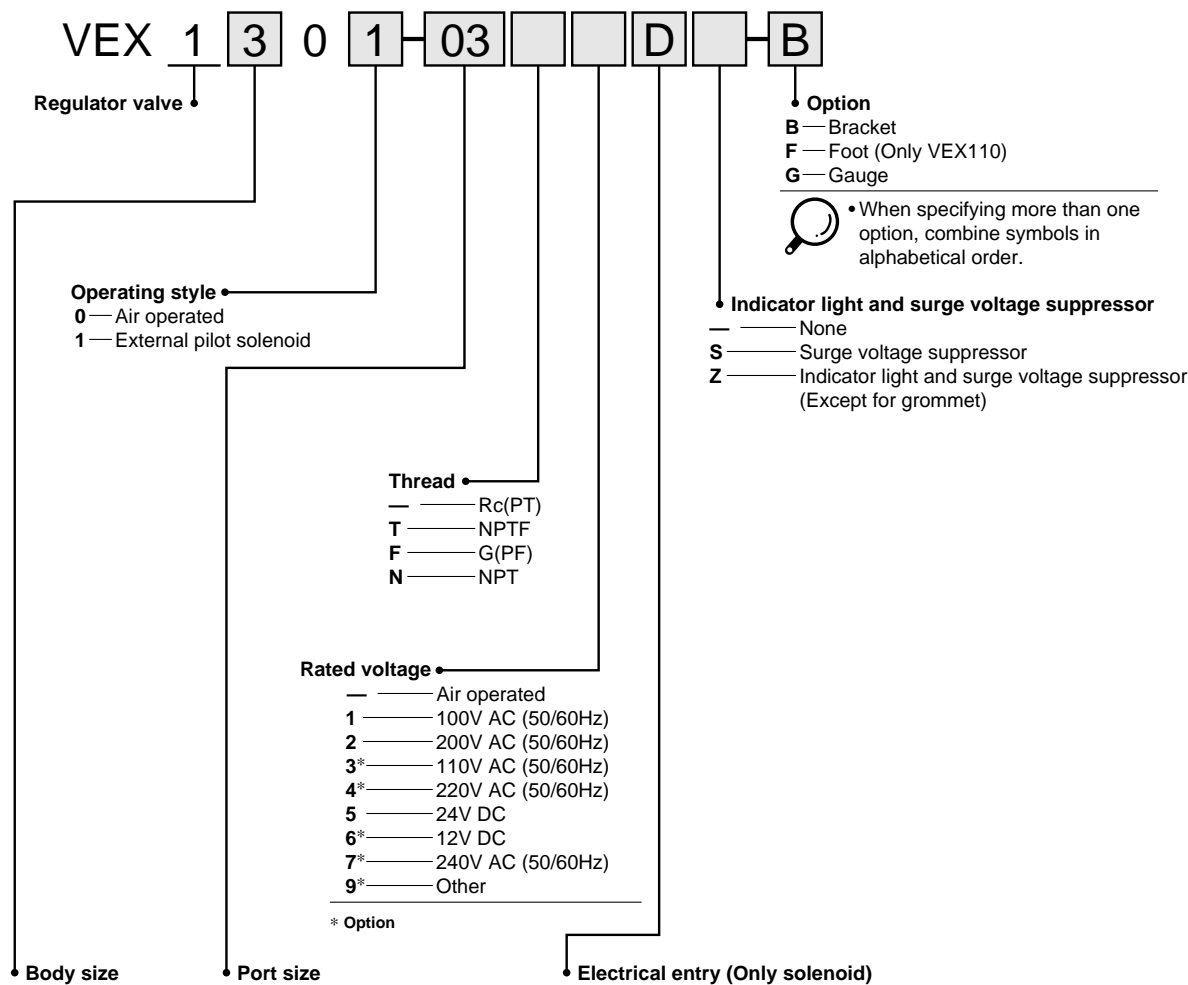 VEX 1 3 0 1 - 03 D - B
Regulator valve
Option
B — Bracket
F — Foot (Only VEX110)
G — Gauge
• When specifying more than one
option, combine symbols in
alphabetical order.
Operating style
0 — Air operated
1 — External pilot solenoid
Indicator light and surge voltage suppressor
— — None
S — Surge voltage suppressor
Z — Indicator light and surge voltage suppressor
(Except for grommet)
Thread
— — Rc(PT)
T — NPTF
F — G(PF)
N — NPT
Rated voltage
— — Air operated
1 — 100V AC (50/60Hz)
2 — 200V AC (50/60Hz)
3* — 110V AC (50/60Hz)
4* — 220V AC (50/60Hz)
5 — 24V DC
6* — 12V DC
7* — 240V AC (50/60Hz)
9* — Other
* Option
Body size
Port size
Electrical entry (Only solenoid)